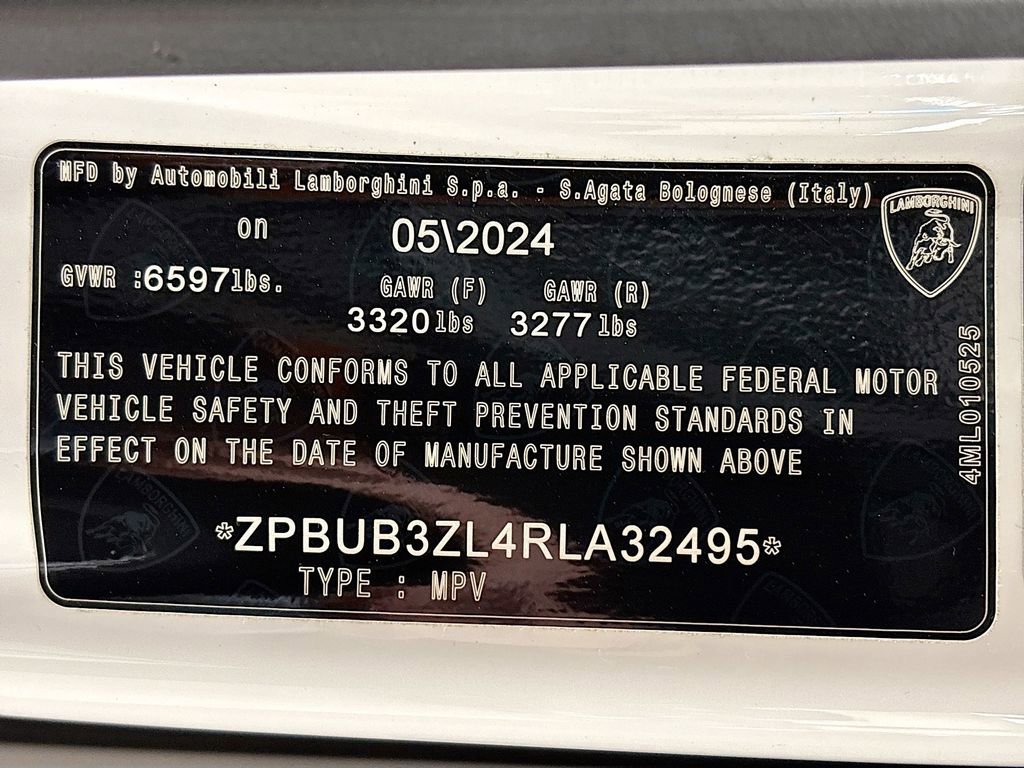 MFD by Automobili Lamborghini S.p.a. - S.Agata Bolognese (Italy)
LAMBORGHINI
on 05\2024
GVWR :6597lbs. GAWR (F) GAWR (R)
3320lbs 3277lbs
THIS VEHICLE CONFORMS TO ALL APPLICABLE FEDERAL MOTOR
VEHICLE SAFETY AND THEFT PREVENTION STANDARDS IN
EFFECT ON THE DATE OF MANUFACTURE SHOWN ABOVE
4ML010525
*ZPBUB3ZL4RLA32495*
TYPE : MPV
LAMBORGHINI
LAMBORGHINI